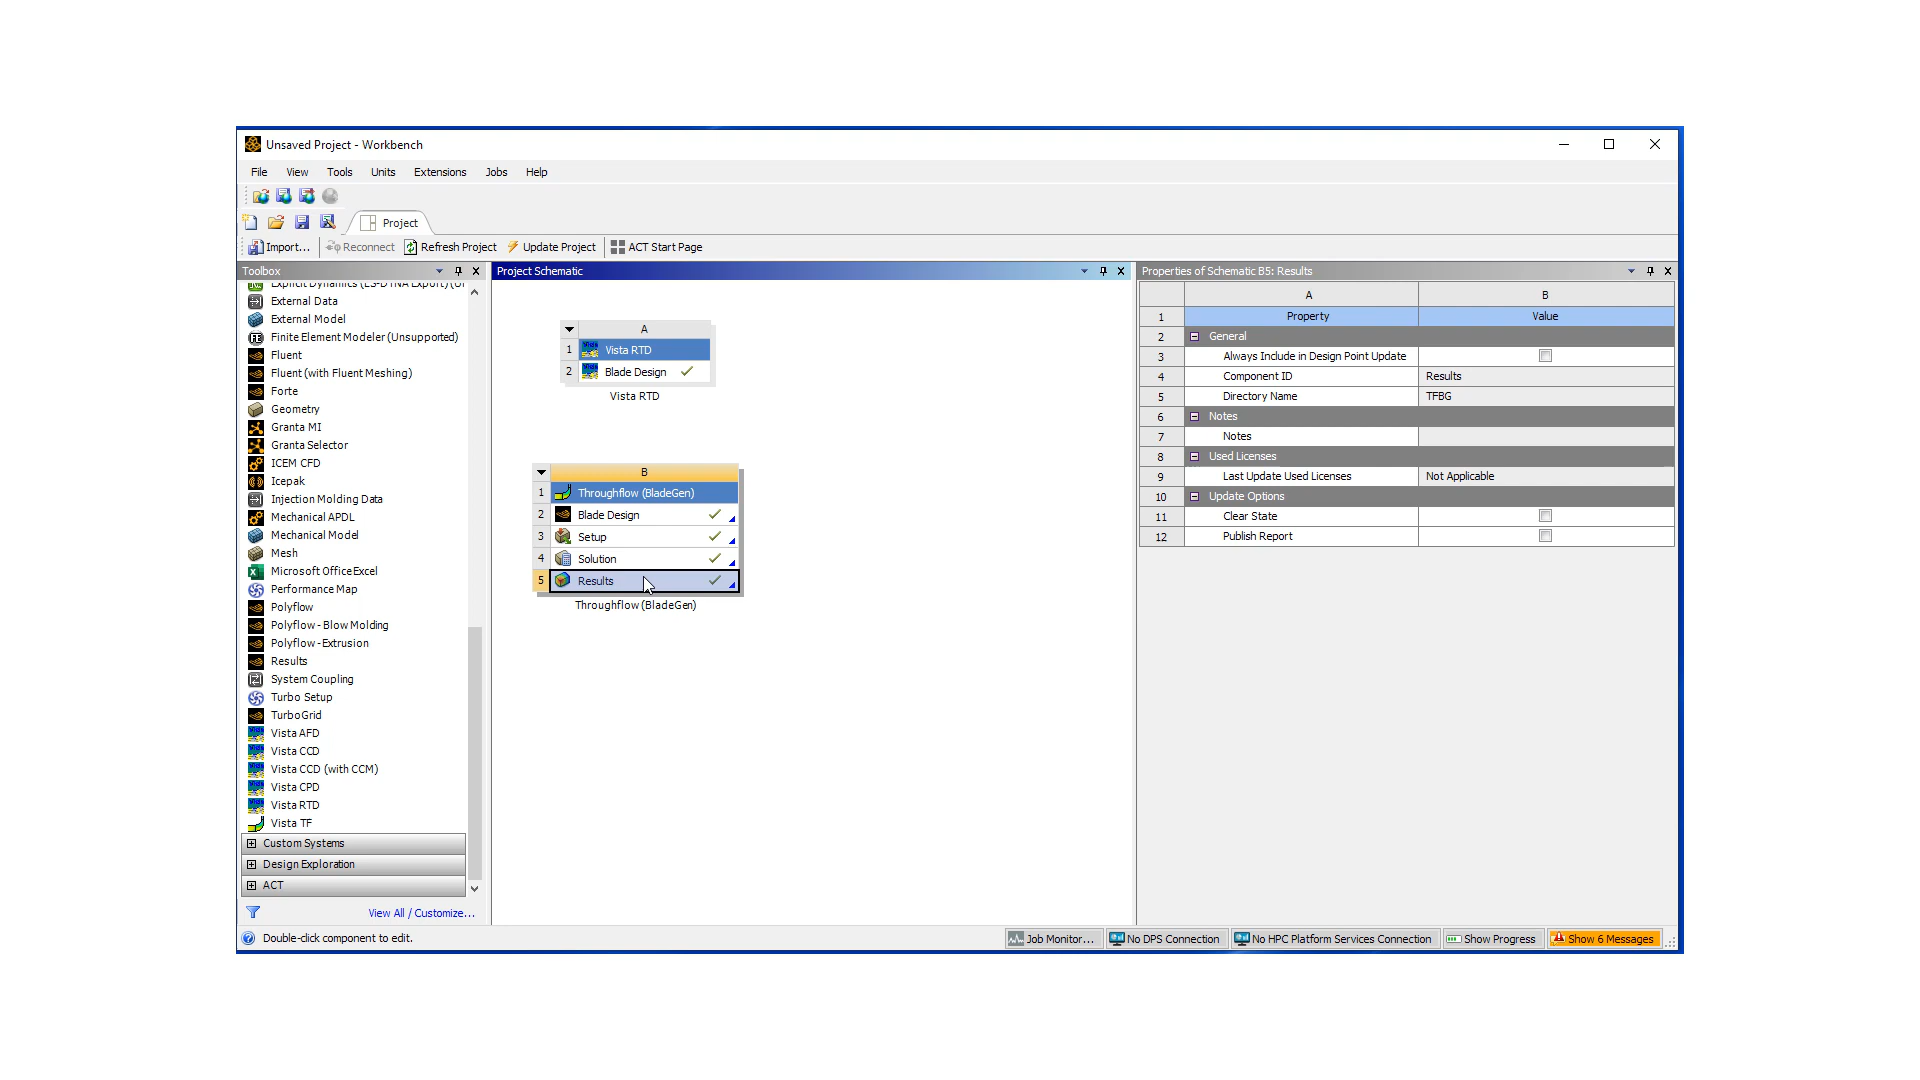 Unsaved Project - Workbench
File View Tools Units Extensions Jobs Help
Project
Import... Reconnect Refresh Project Update Project ACT Start Page
Toolbox
Explicit Dynamics (LS-DYNA Export) (Un
External Data
External Model
Finite Element Modeler (Unsupported)
Fluent
Fluent (with Fluent Meshing)
Forte
Geometry
Granta MI
Granta Selector
ICEM CFD
Icepak
Injection Molding Data
Mechanical APDL
Mechanical Model
Mesh
Microsoft Office Excel
Performance Map
Polyflow
Polyflow - Blow Molding
Polyflow - Extrusion
Results
System Coupling
Turbo Setup
TurboGrid
Vista AFD
Vista CCD
Vista CCD (with CCM)
Vista CPD
Vista RTD
Vista TF
Custom Systems
Design Exploration
ACT
View All / Customize...
Project Schematic
A
1 Vista RTD
2 Blade Design
Vista RTD
B
1 Throughflow (BladeGen)
2 Blade Design
3 Setup
4 Solution
5 Results
Throughflow (BladeGen)
Properties of Schematic B5: Results
A B
1 Property Value
2 General
3 Always Include in Design Point Update
4 Component ID Results
5 Directory Name TFBG
6 Notes
7 Notes
8 Used Licenses
9 Last Update Used Licenses Not Applicable
10 Update Options
11 Clear State
12 Publish Report
Double-click component to edit.
Job Monitor... No DPS Connection No HPC Platform Services Connection Show Progress Show 6 Messages